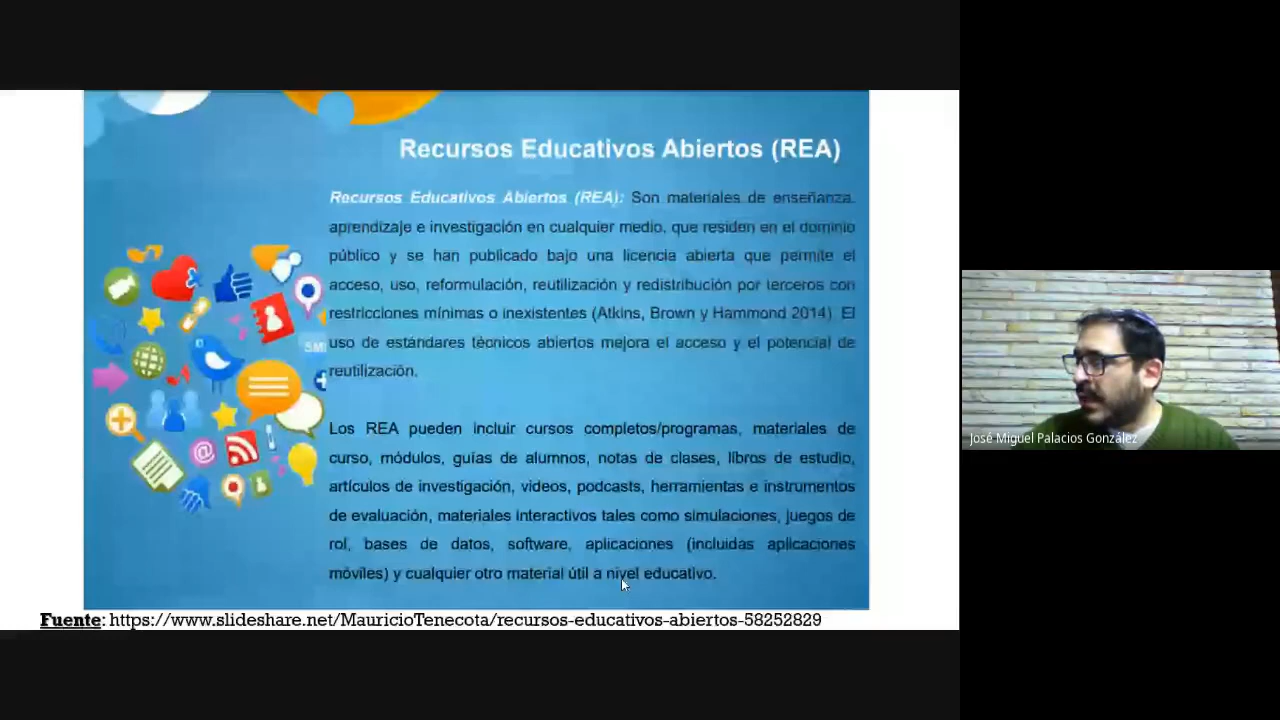 Recursos Educativos Abiertos (REA)
Recursos Educativos Abiertos (REA): Son materiales de enseñanza,
aprendizaje e investigación en cualquier medio, que residen en el dominio
público y se han publicado bajo una licencia abierta que permite el
acceso, uso, reformulación, reutilización y redistribución por terceros con
restricciones mínimas o inexistentes (Atkins, Brown y Hammond 2014). El
uso de estándares técnicos abiertos mejora el acceso y el potencial de
reutilización.
Los REA pueden incluir cursos completos/programas, materiales de
curso, módulos, guías de alumnos, notas de clases, libros de estudio,
artículos de investigación, videos, podcasts, herramientas e instrumentos
de evaluación, materiales interactivos tales como simulaciones, juegos de
rol, bases de datos, software, aplicaciones (incluidas aplicaciones
móviles) y cualquier otro material útil a nivel educativo.
Fuente: https://www.slideshare.net/MauricioTenecota/recursos-educativos-abiertos-58252829
José Miguel Palacios González